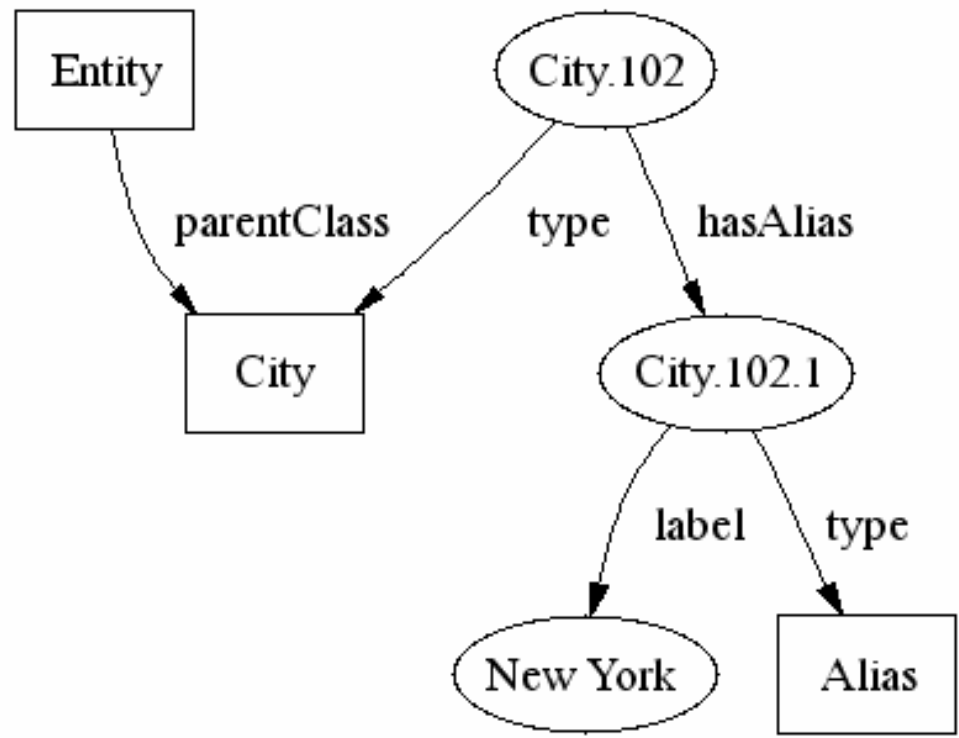 Entity
City.102
parentClass
type
hasAlias
City
City.102.1
label
type
New York
Alias